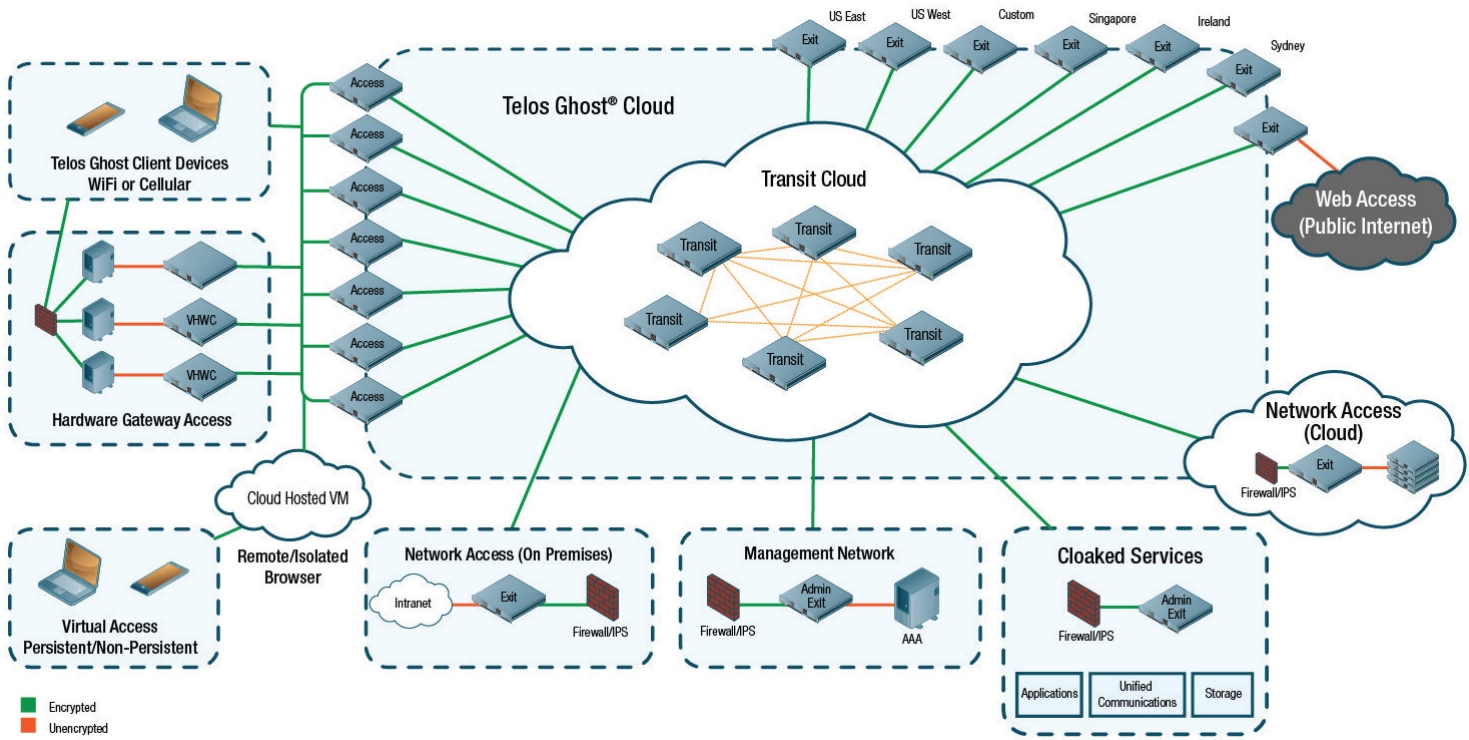 US East
US West
Custom
Singapore
Ireland
Sydney
Exit
Exit
Exit
Exit
Exit
Exit
Exit
Telos Ghost® Cloud
Access
Access
Access
Access
Access
Access
Access
Telos Ghost Client Devices
WiFi or Cellular
VHWC
VHWC
Hardware Gateway Access
Transit Cloud
Transit
Transit
Transit
Transit
Transit
Transit
Web Access
(Public Internet)
Network Access
(Cloud)
Exit
Firewall/IPS
Cloud Hosted VM
Remote/Isolated
Browser
Virtual Access
Persistent/Non-Persistent
Network Access (On Premises)
Intranet
Exit
Firewall/IPS
Management Network
Firewall/IPS
Admin
ExIt
AAA
Cloaked Services
Firewall/IPS
Admin
ExIt
Applications
Unified
Communications
Storage
Encrypted
Unencrypted